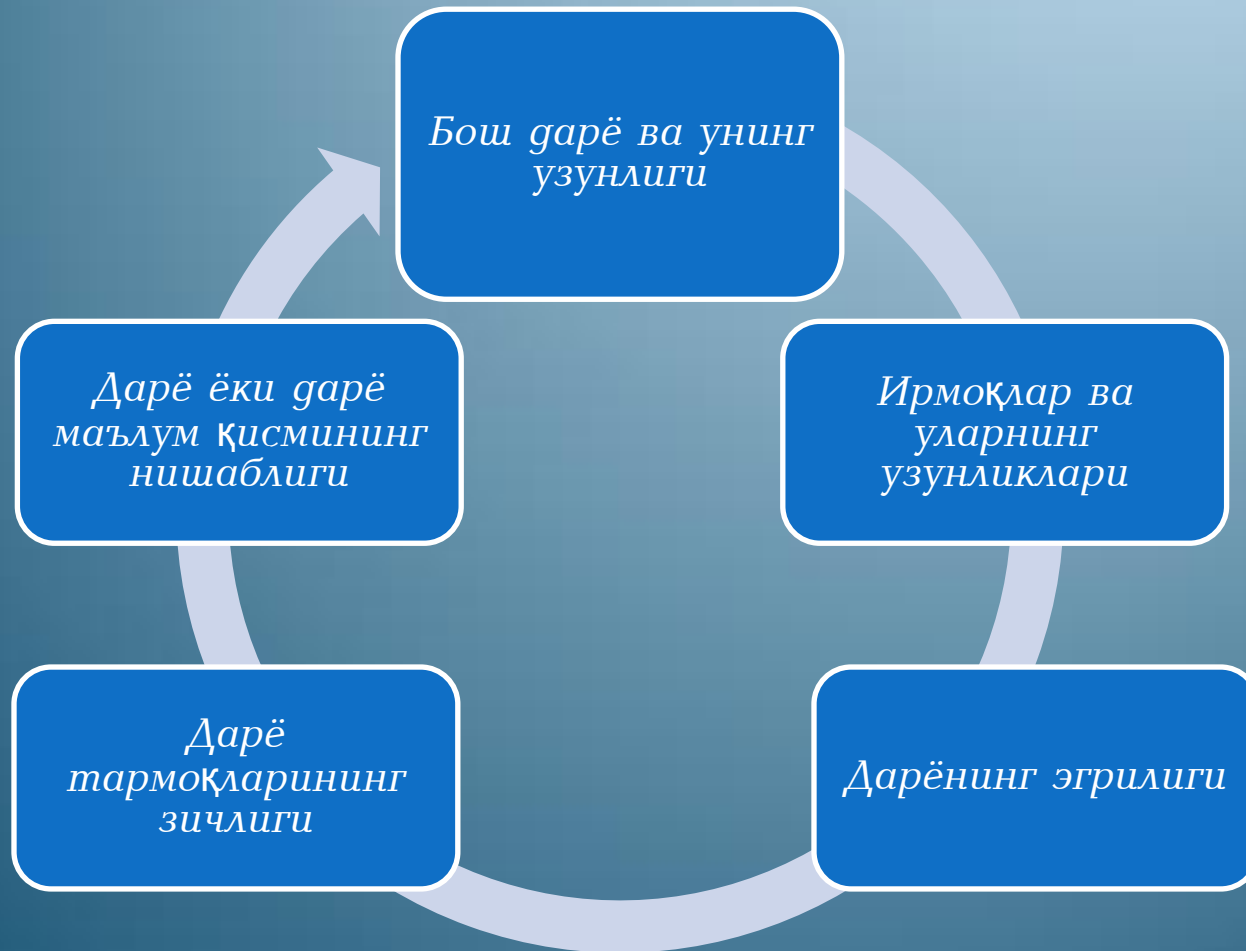 Бош дарё ва унинг
узунлиги
Ирмоқлар ва
уларнинг
узунликлари
Дарёнинг эгрилиги
Дарё
тармоқларининг
зичлиги
Дарё ёки дарё
маълум қисмининг
нишаблиги